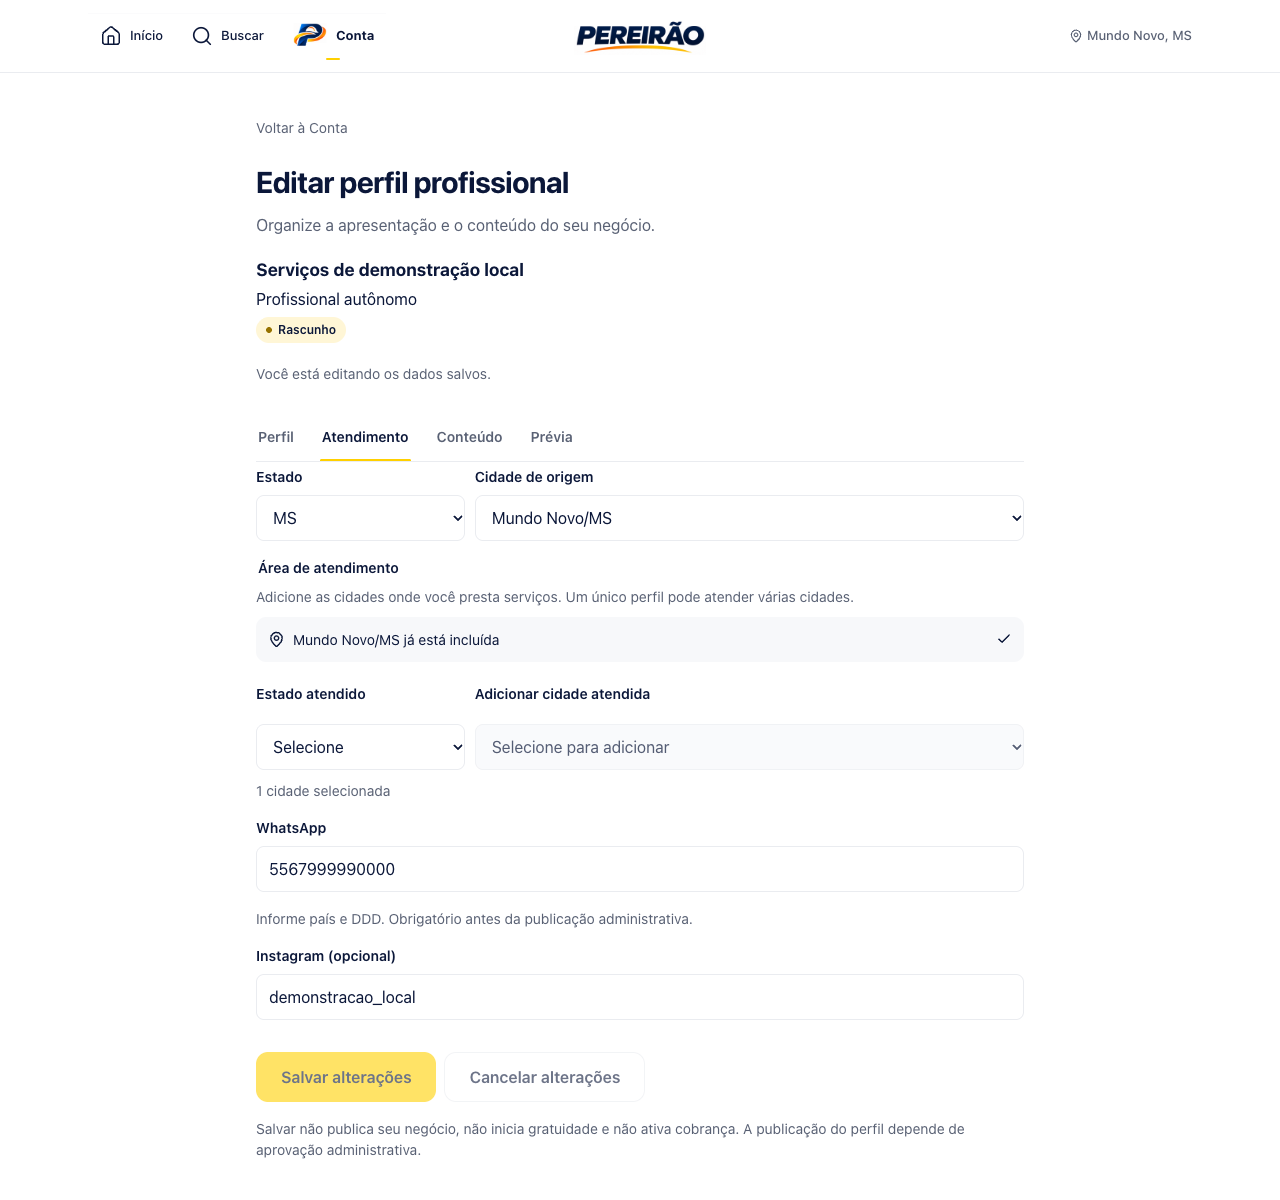 Início
Buscar
Conta
PEREIRÃO
Mundo Novo, MS
Voltar à Conta
Editar perfil profissional
Organize a apresentação e o conteúdo do seu negócio.
Serviços de demonstração local
Profissional autônomo
Rascunho
Você está editando os dados salvos.
Perfil
Atendimento
Conteúdo
Prévia
Estado
Cidade de origem
MS
Mundo Novo/MS
Área de atendimento
Adicione as cidades onde você presta serviços. Um único perfil pode atender várias cidades.
Mundo Novo/MS já está incluída
Estado atendido
Adicionar cidade atendida
Selecione
Selecione para adicionar
1 cidade selecionada
WhatsApp
5567999990000
Informe país e DDD. Obrigatório antes da publicação administrativa.
Instagram (opcional)
demonstracao_local
Salvar alterações
Cancelar alterações
Salvar não publica seu negócio, não inicia gratuidade e não ativa cobrança. A publicação do perfil depende de
aprovação administrativa.